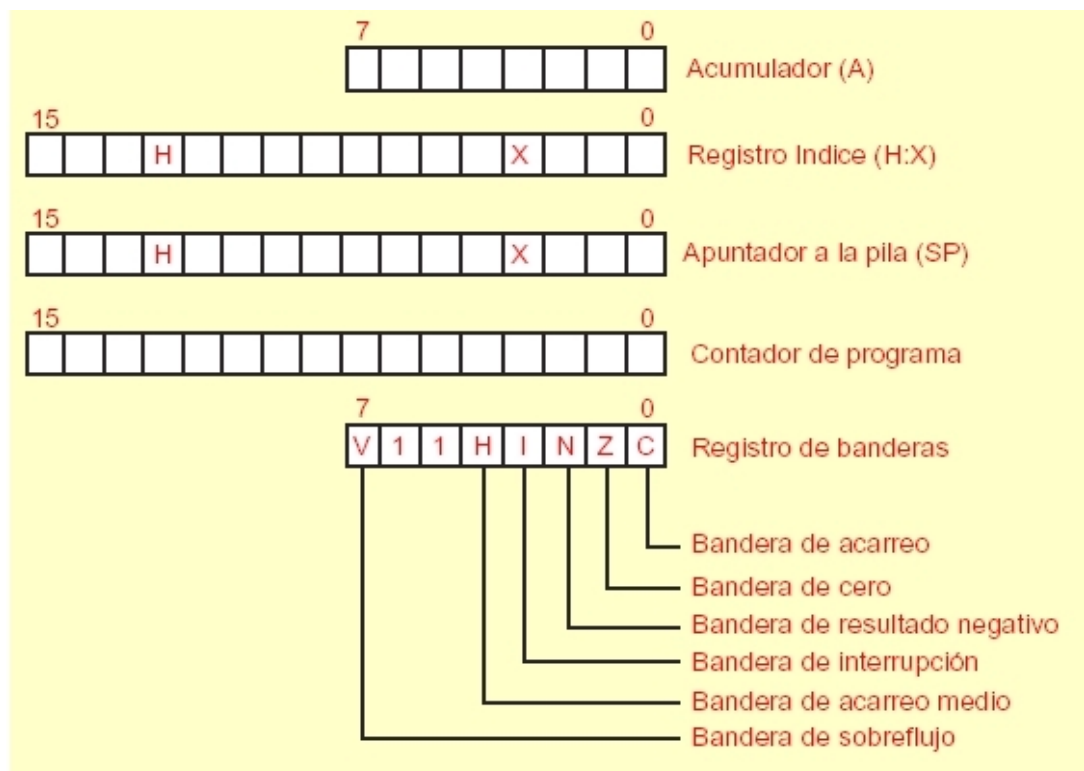 7 0
Acumulador (A)
15 0
H X Registro Indice (H:X)
15 0
H X Apuntador a la pila (SP)
15 0
Contador de programa
7 0
V 1 1 H I N Z C Registro de banderas
Bandera de acarreo
Bandera de cero
Bandera de resultado negativo
Bandera de interrupción
Bandera de acarreo medio
Bandera de sobreflujo